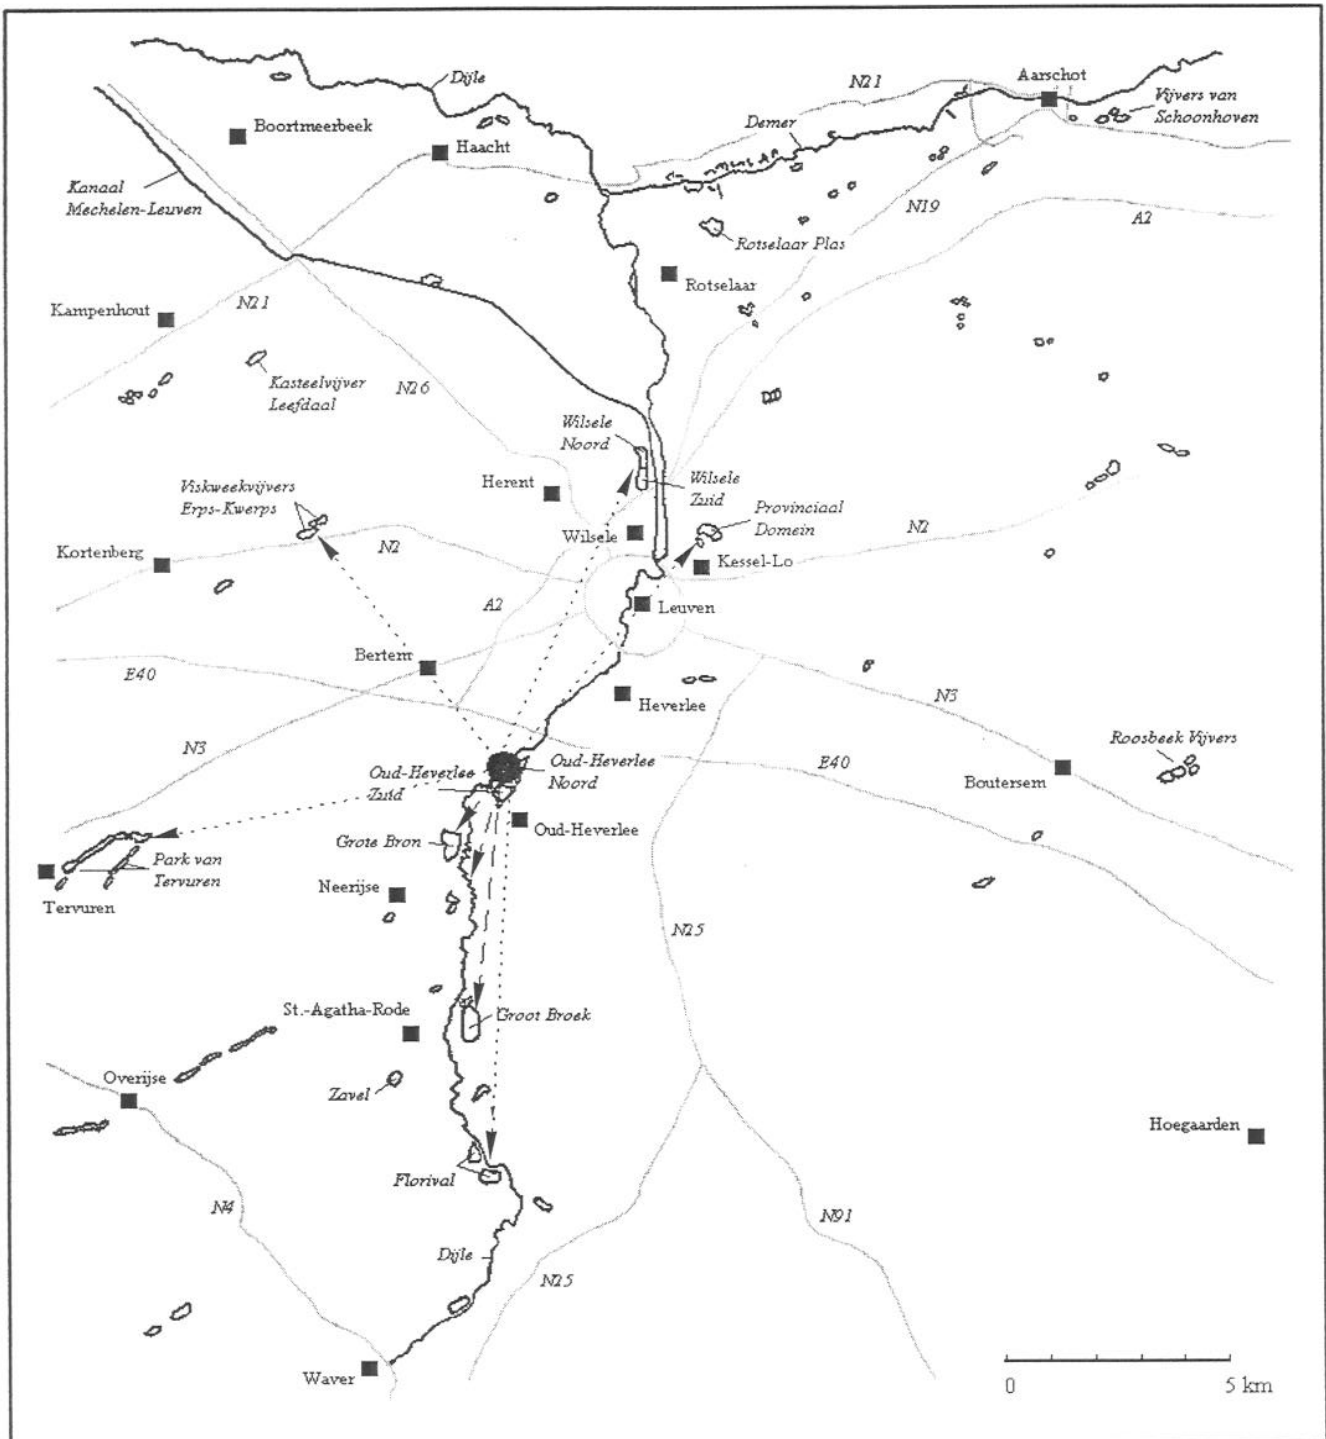 Dijle
N21
Aarschot
Vijvers van
Schoonhoven
Boortmeerbeek
Haacht
Demer
Kanaal
Mechelen-Leuven
N19
A2
Rotselaar Plas
Rotselaar
Kampenhout
N21
Kasteelvijver
Leefdaal
N26
Wilsele
Noord
Herent
Wilsele
Zuid
Viskweekvijvers
Erps-Kwerps
Provinciaal
Domein
Kortenberg
N2
Wilsele
N2
Kessel-Lo
A2
Leuven
Bertem
E40
Heverlee
N3
N3
Roosbeek Vijvers
Oud-Heverlee
Zuid
Oud-Heverlee
Noord
E40
Boutersem
Grote Bron
Oud-Heverlee
Park van
Tervuren
Tervuren
Neerijse
N25
St.-Agatha-Rode
Groot Broek
Overijse
Zavel
Hoegaarden
Florival
N4
N91
Dijle
N25
Waver
0
5 km